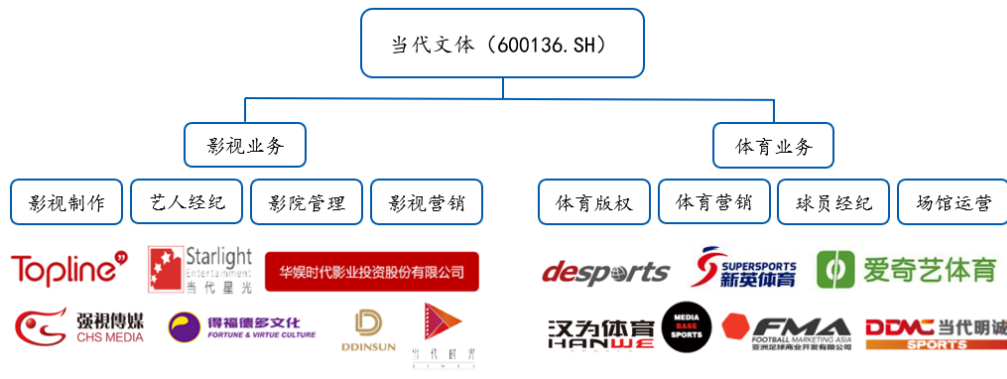 当代文体（600136.SH）
影视业务
体育业务
影视制作
艺人经纪
影院管理
影视营销
体育版权
体育营销
球员经纪
场馆运营
Topline
Starlight
Entertainment
当代星光
华娱时代影业投资股份有限公司
desports
SUPERSPORTS
新英体育
爱奇艺体育
强視傳媒
CHS MEDIA
得福德多文化
FORTUNE & VIRTUE CULTURE
DDINSUN
当代时光
汉为体育
HANWE
MEDIA
BASE
SPORTS
FMA
FOOTBALL MARKETING ASIA
亚洲足球商业开发有限公司
DDMC 当代明诚
SPORTS